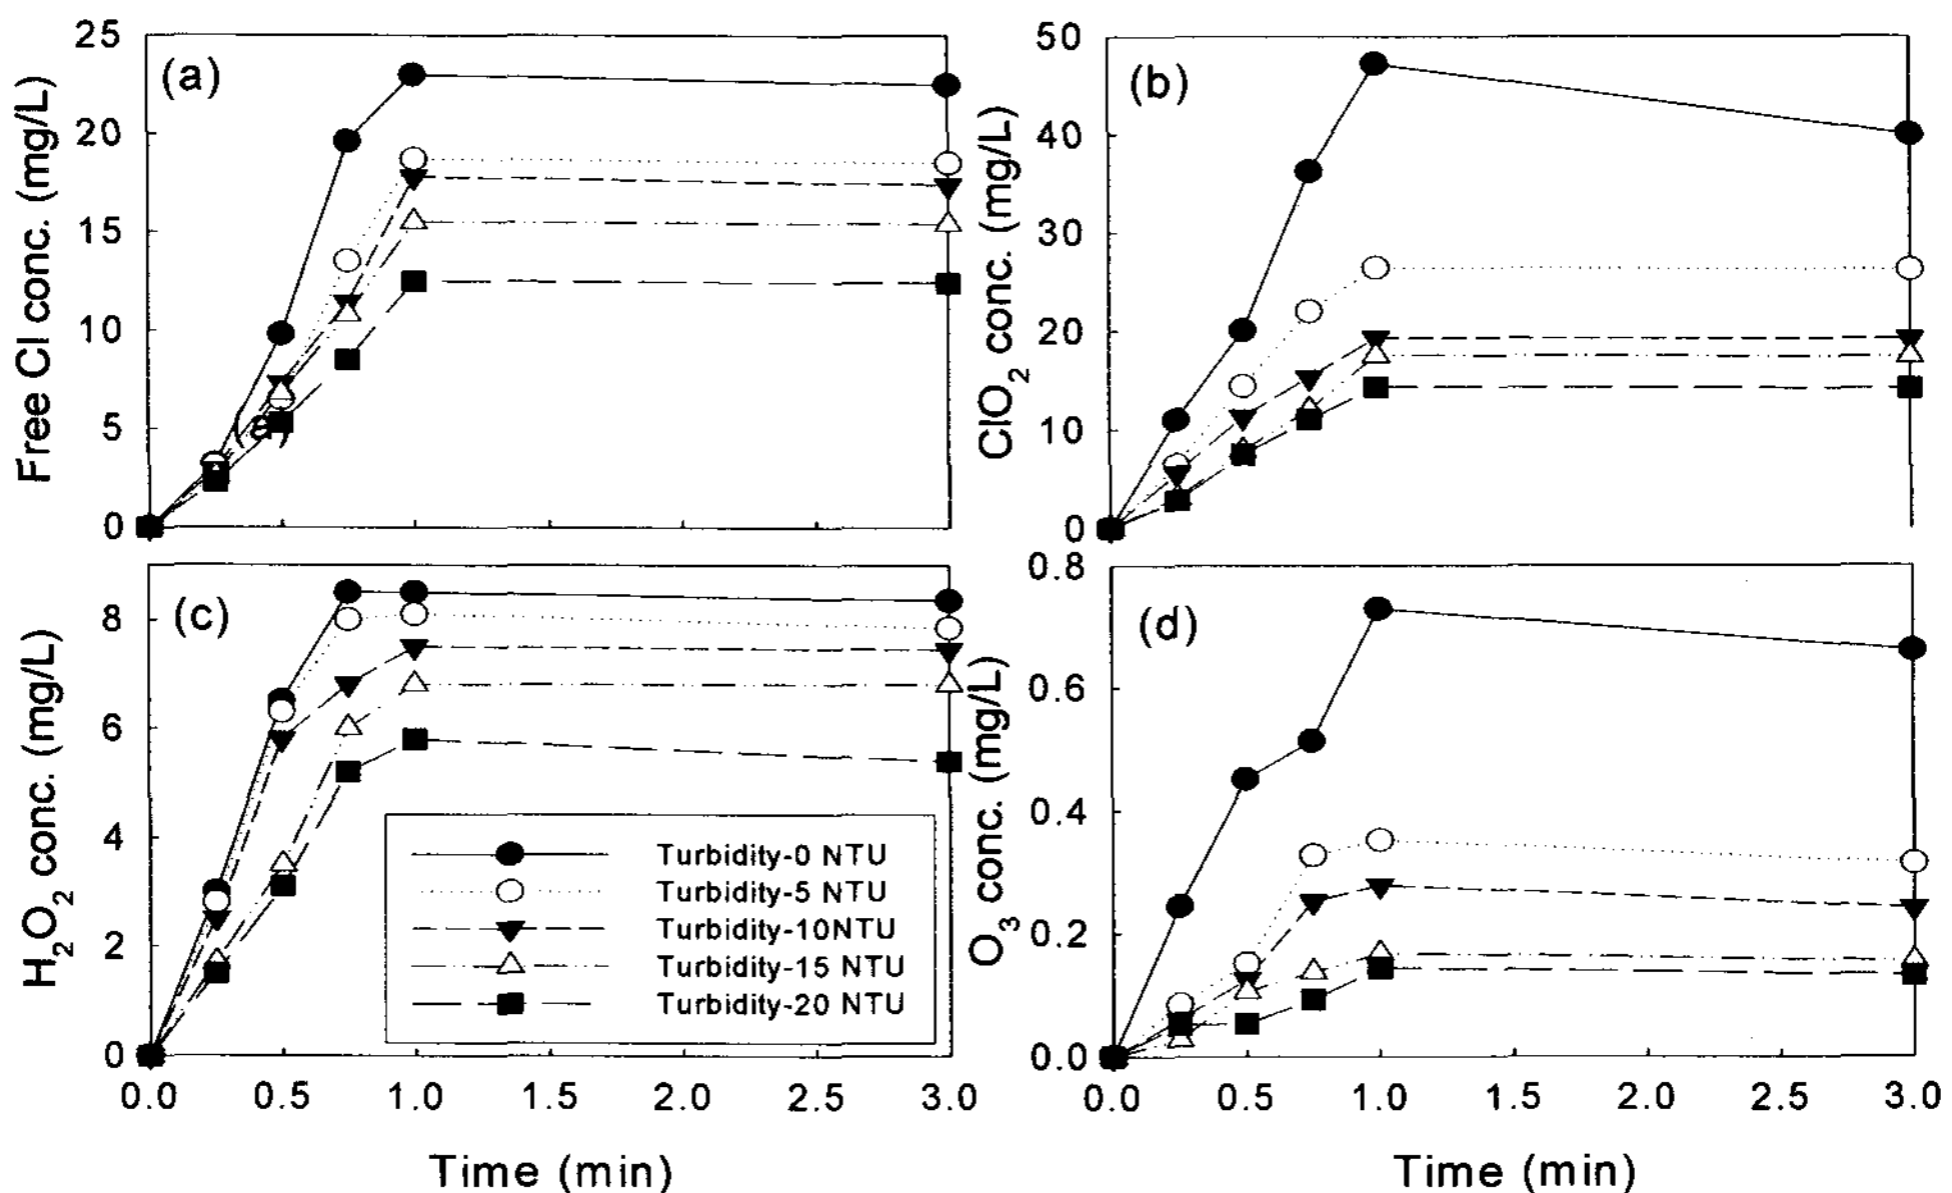 (a)
Free Cl conc. (mg/L)
25
20
15
10
5
0
(b)
ClO2 conc. (mg/L)
50
40
30
20
10
0
(c)
H2O2 conc. (mg/L)
8
6
4
2
0
Turbidity-0 NTU
Turbidity-5 NTU
Turbidity-10NTU
Turbidity-15 NTU
Turbidity-20 NTU
0.0 0.5 1.0 1.5 2.0 2.5 3.0
Time (min)
(d)
O3 conc. (mg/L)
0.8
0.6
0.4
0.2
0.0
0.0 0.5 1.0 1.5 2.0 2.5 3.0
Time (min)